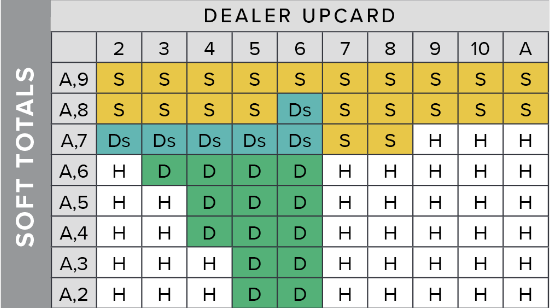 DEALER UPCARD
SOFT TOTALS
2 3 4 5 6 7 8 9 10 A
A,9 S S S S S S S S S S
A,8 S S S S Ds S S S S S
A,7 Ds Ds Ds Ds Ds S S H H H
A,6 H D D D D H H H H H
A,5 H H D D D H H H H H
A,4 H H D D D H H H H H
A,3 H H H D D H H H H H
A,2 H H H D D H H H H H